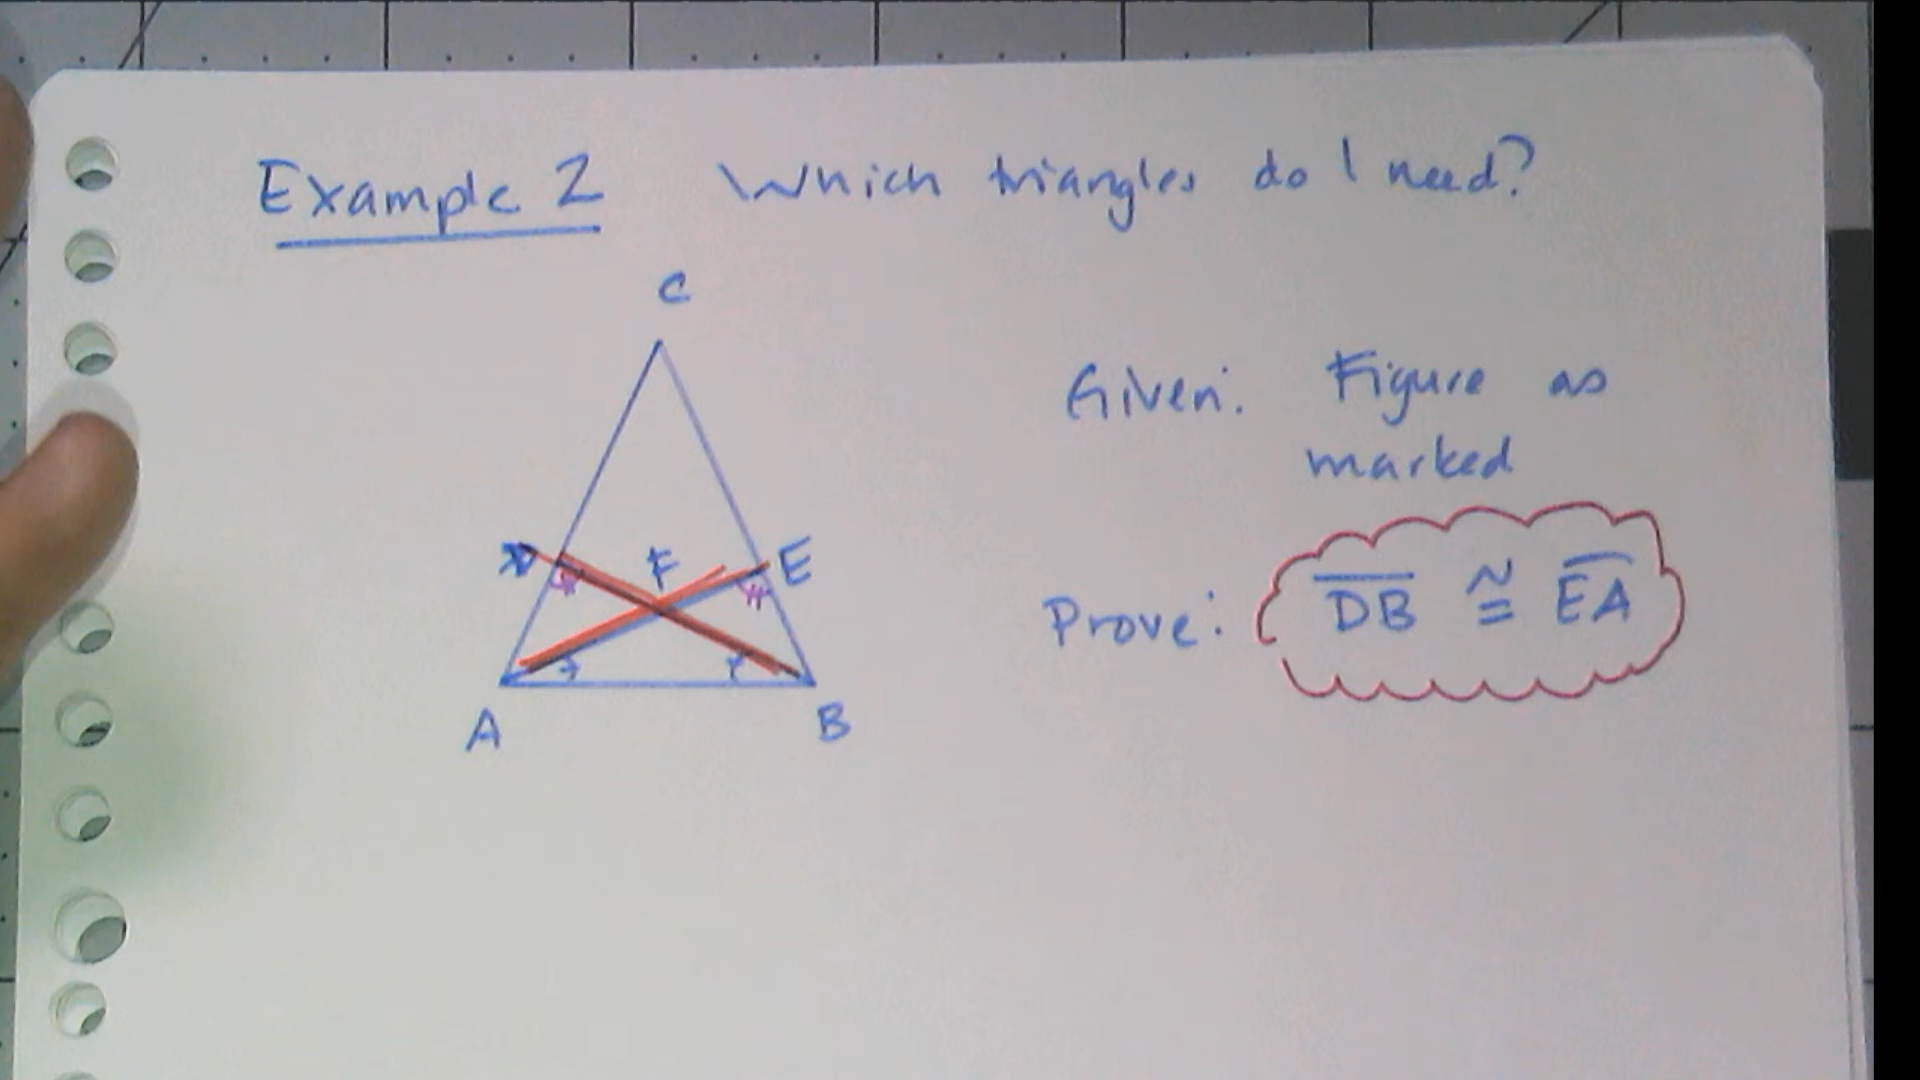 Example 2 Which triangles do I need?
C
Given: Figure as
marked
D F E
Prove: DB ≅ EA
A B